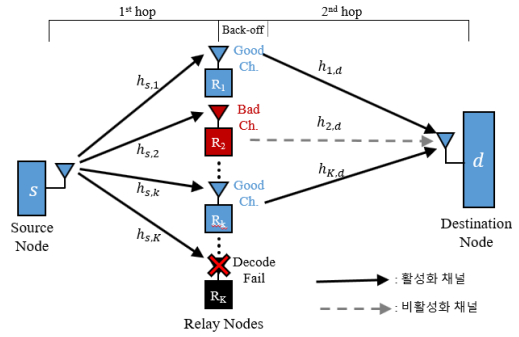 1st hop
Back-off
2nd hop
Good
Ch.
R1
hs,1
h1,d
Bad
Ch.
R2
hs,2
h2,d
s
hs,k
Good
Ch.
Rk
hK,d
d
Source
Node
hs,K
Decode
Fail
RK
Relay Nodes
Destination
Node
: 활성화 채널
: 비활성화 채널